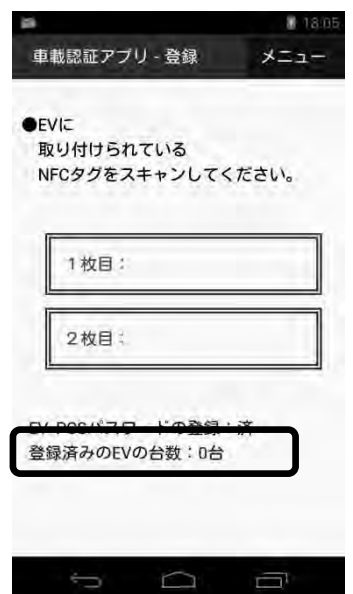 18:05
車載認証アプリ - 登録
メニュー
●EVに
取り付けられている
NFCタグをスキャンしてください。
1枚目：
2枚目：
EV-POSパスワードの登録：済
登録済みのEVの台数：0台